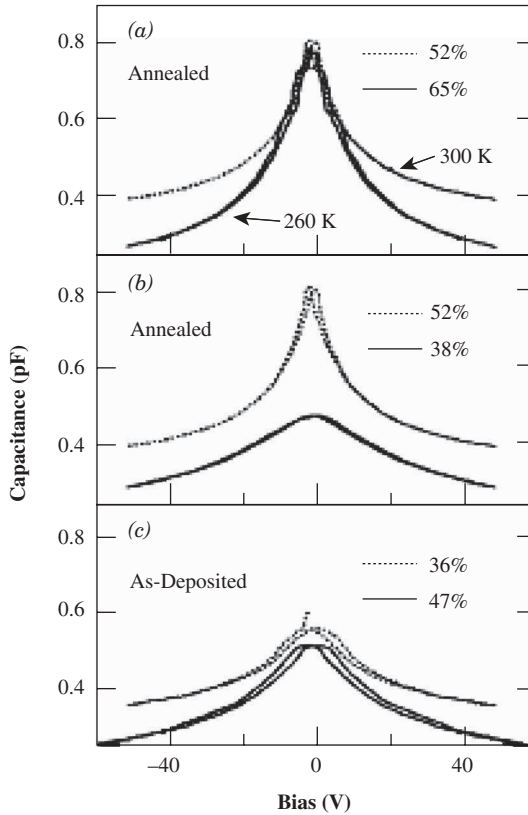 (a)
0.8
52%
Annealed
65%
0.6
300 K
0.4
260 K
(b)
0.8
52%
Annealed
38%
0.6
0.4
Capacitance (pF)
(c)
0.8
36%
As-Deposited
47%
0.6
0.4
−40 0 40
Bias (V)